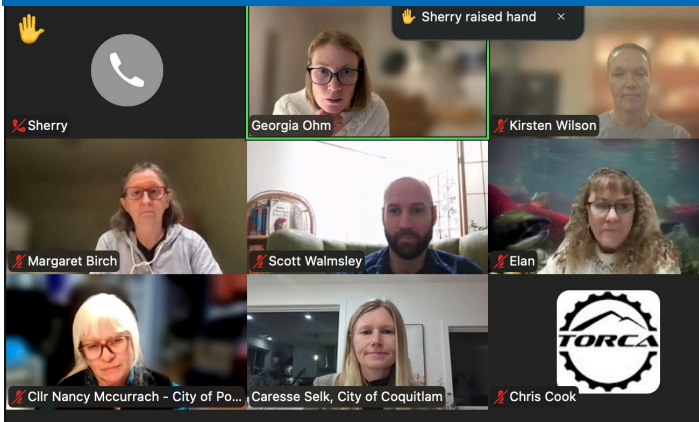 Sherry raised hand
Sherry
Georgia Ohm
Kirsten Wilson
Margaret Birch
Scott Walmsley
Elan
Cllr Nancy Mccurrach - City of Po...
Caresse Selk, City of Coquitlam
TORCA
Chris Cook